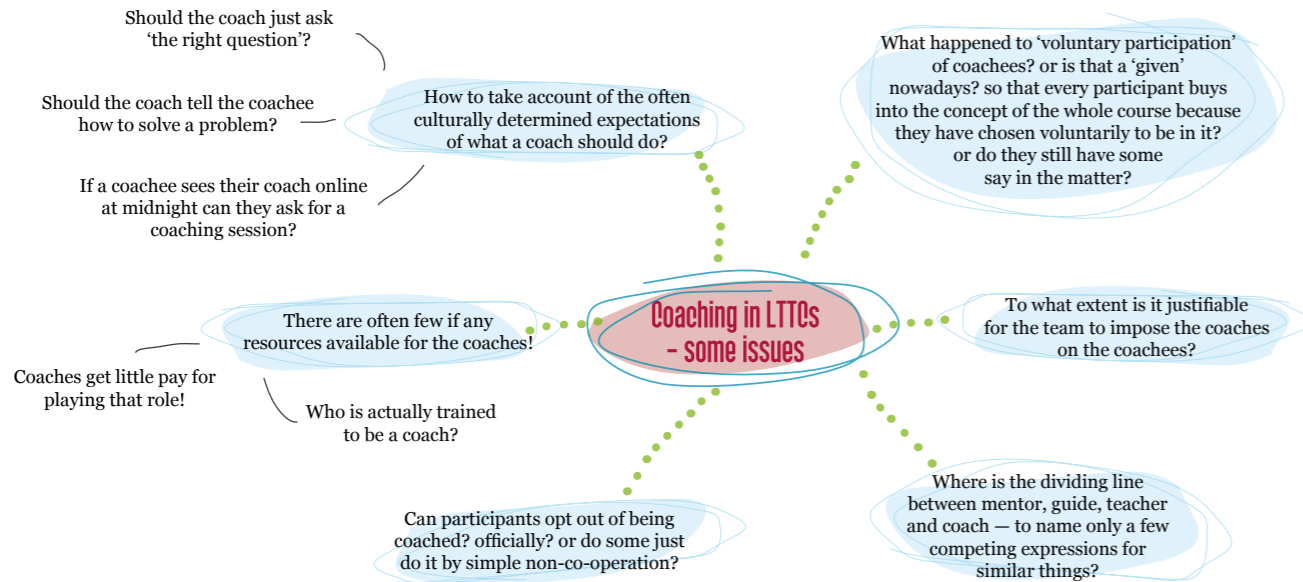 Should the coach just ask
‘the right question’?
Should the coach tell the coachee
how to solve a problem?
If a coachee sees their coach online
at midnight can they ask for a
coaching session?
How to take account of the often
culturally determined expectations
of what a coach should do?
What happened to ‘voluntary participation’
of coachees? or is that a ‘given’
nowadays? so that every participant buys
into the concept of the whole course because
they have chosen voluntarily to be in it?
or do they still have some
say in the matter?
There are often few if any
resources available for the coaches!
Coaches get little pay for
playing that role!
Who is actually trained
to be a coach?
Coaching in LTTCs
– some issues
To what extent is it justifiable
for the team to impose the coaches
on the coachees?
Can participants opt out of being
coached? officially? or do some just
do it by simple non-co-operation?
Where is the dividing line
between mentor, guide, teacher
and coach — to name only a few
competing expressions for
similar things?